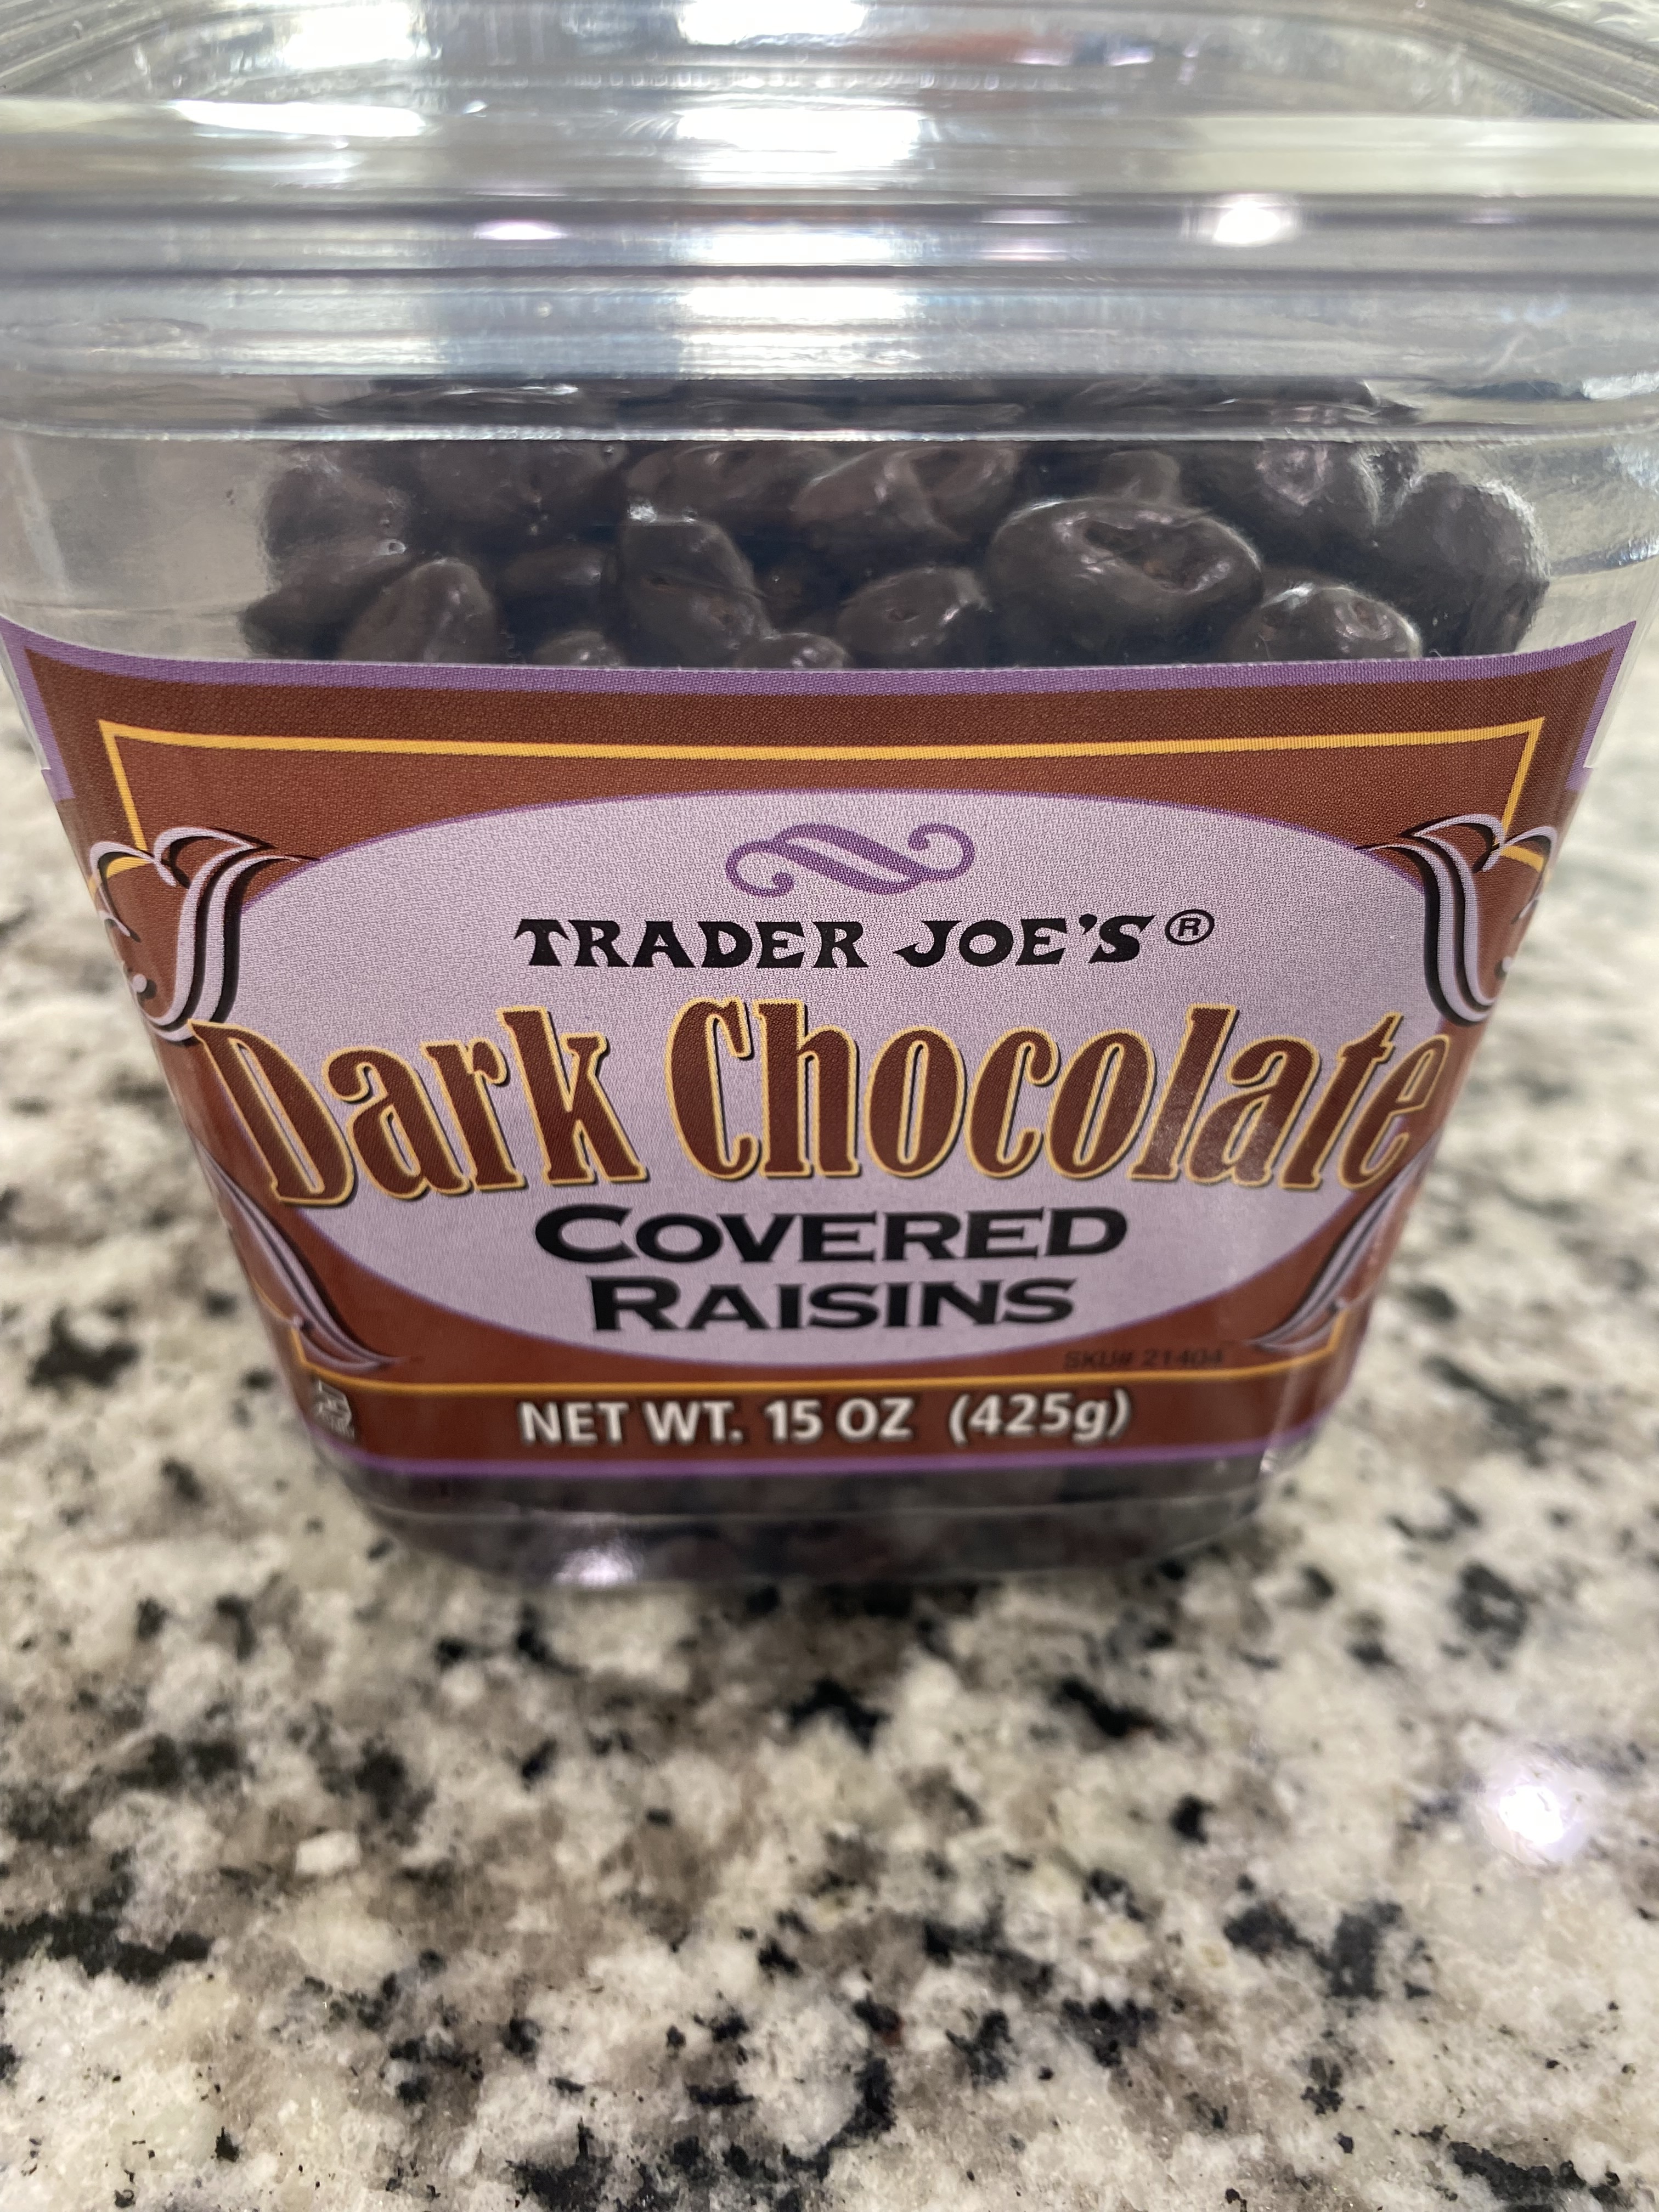 TRADER JOE'S®
Dark Chocolate
COVERED
RAISINS
SKU# 21404
NET WT. 15 OZ (425g)